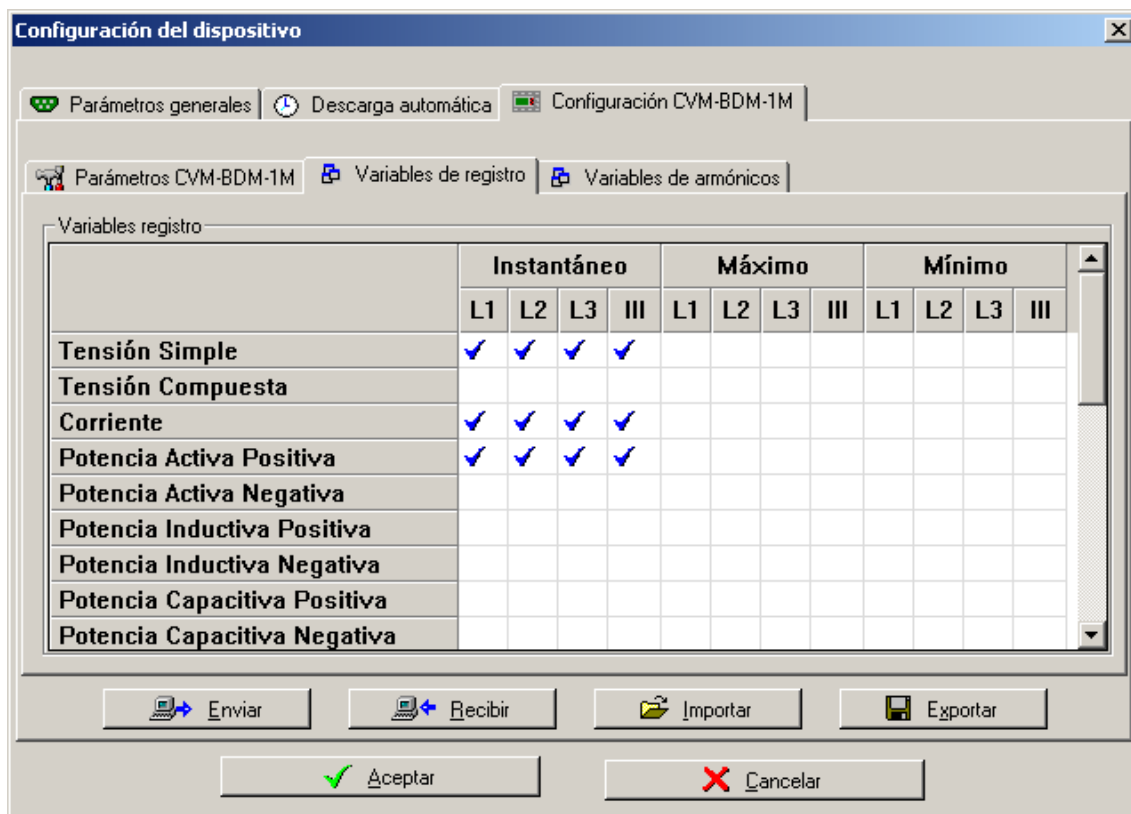 Configuración del dispositivo
Parámetros generales Descarga automática Configuración CVM-BDM-1M
Parámetros CVM-BDM-1M Variables de registro Variables de armónicos
Variables registro
Instantáneo Máximo Mínimo
L1 L2 L3 III L1 L2 L3 III L1 L2 L3 III
Tensión Simple
Tensión Compuesta
Corriente
Potencia Activa Positiva
Potencia Activa Negativa
Potencia Inductiva Positiva
Potencia Inductiva Negativa
Potencia Capacitiva Positiva
Potencia Capacitiva Negativa
Enviar Recibir Importar Exportar
Aceptar Cancelar